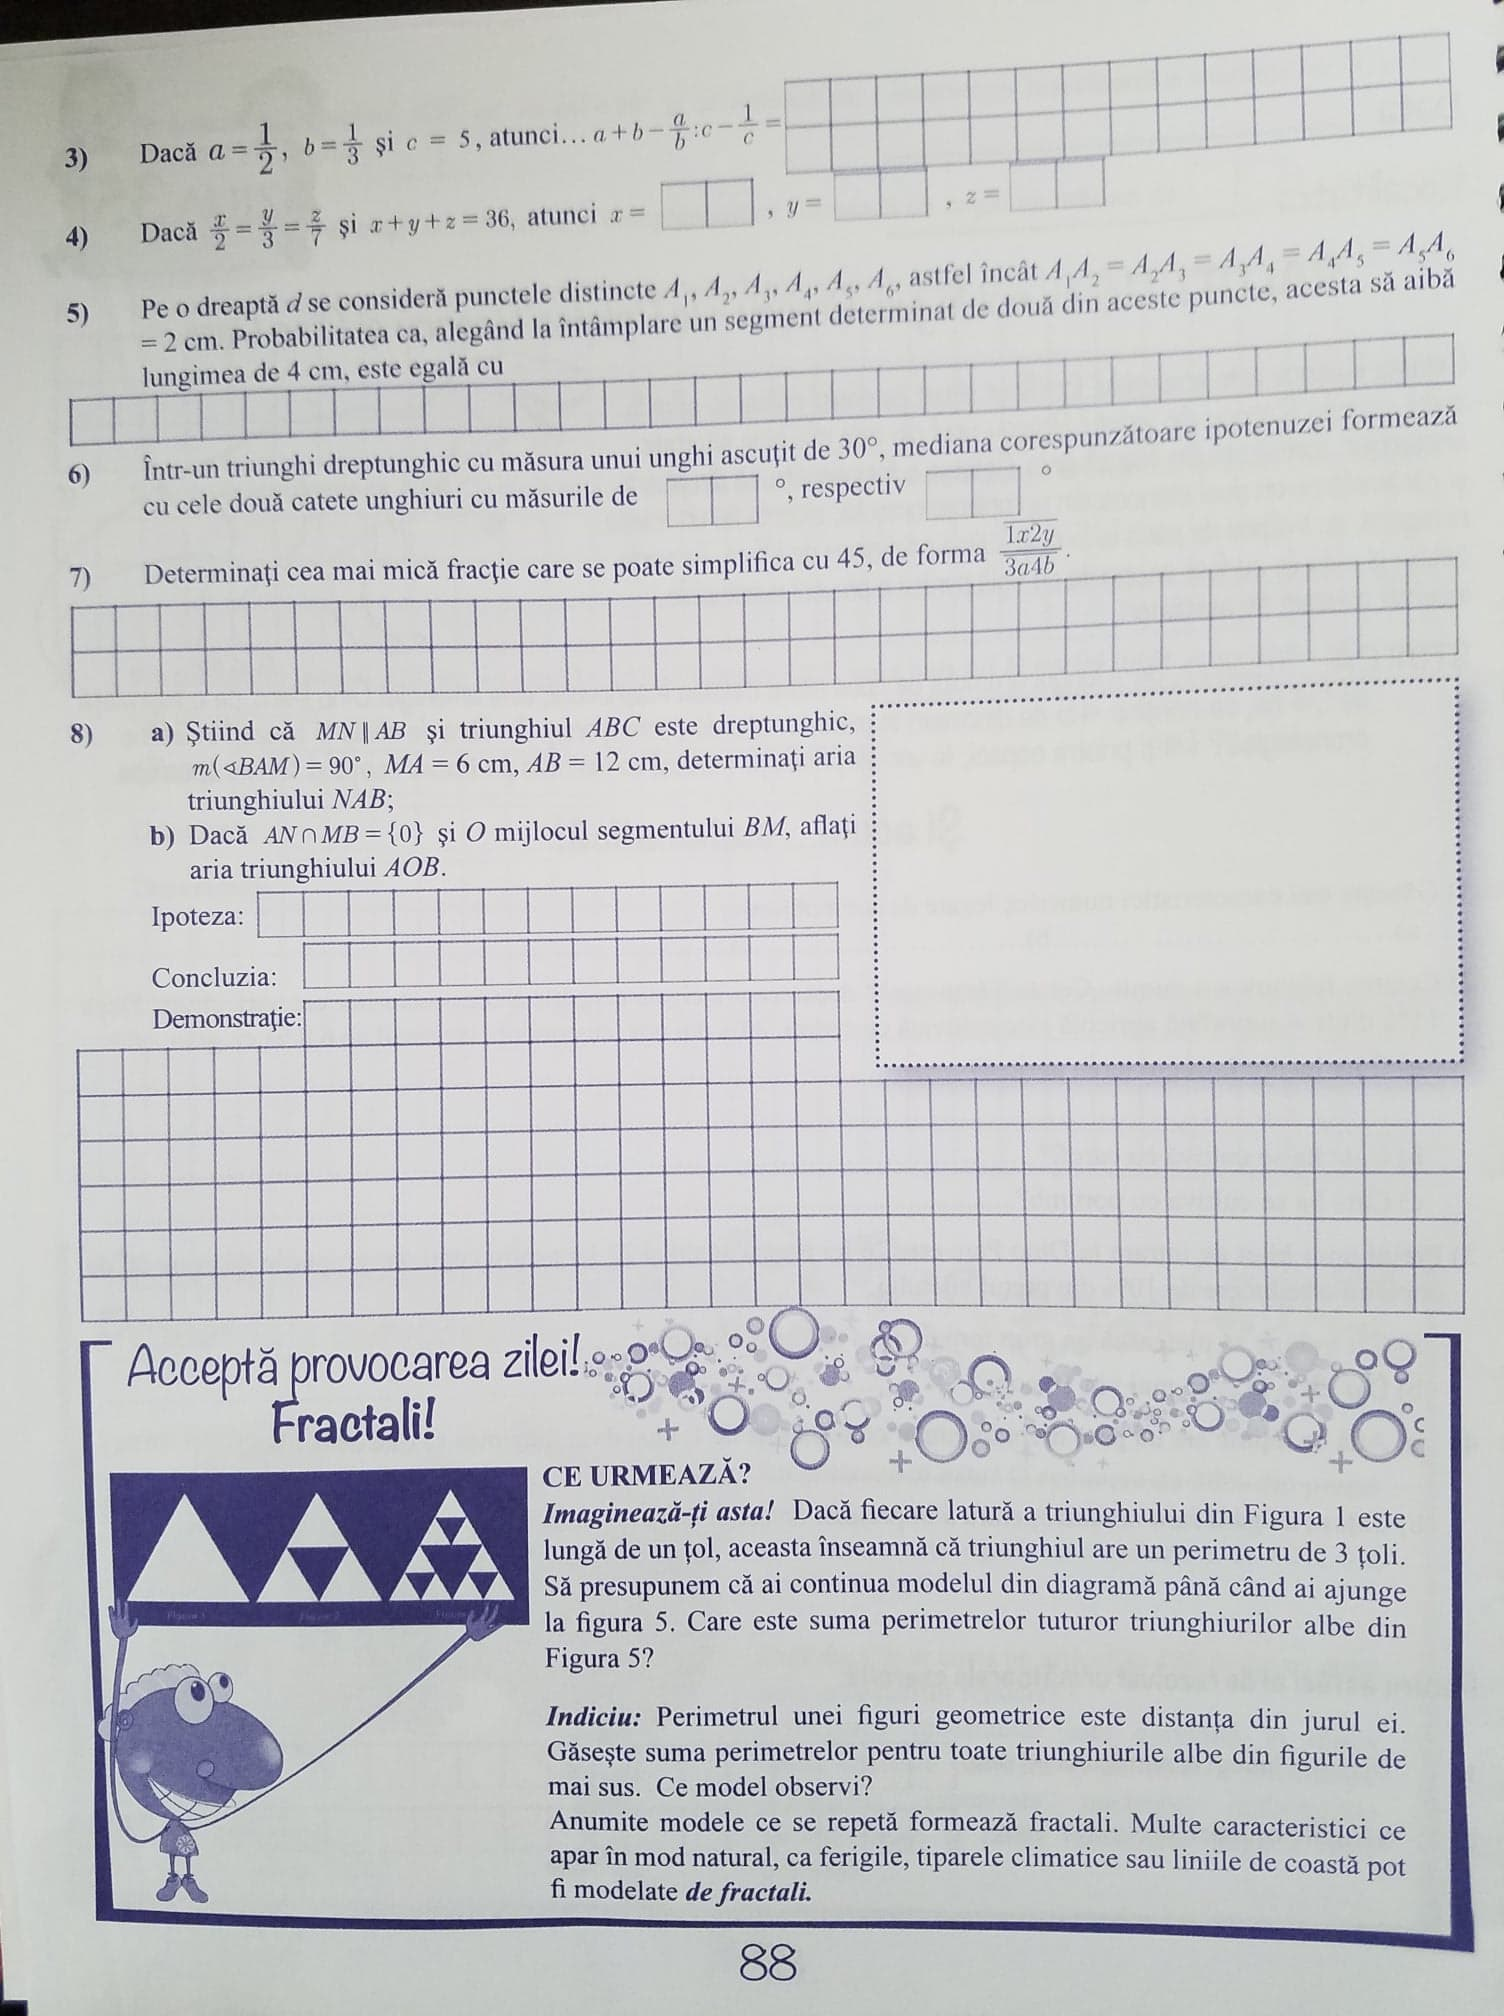 3) Dacă a = 1/2, b = 1/3 şi c = 5, atunci... a + b − a/b : c − 1/c =
4) Dacă x/2 = y/3 = z/7 şi x + y + z = 36, atunci x = , y = , z =
5) Pe o dreaptă d se consideră punctele distincte A₁, A₂, A₃, A₄, A₅, A₆, astfel încât A₁A₂ = A₂A₃ = A₃A₄ = A₄A₅ = A₅A₆
= 2 cm. Probabilitatea ca, alegând la întâmplare un segment determinat de două din aceste puncte, acesta să aibă
lungimea de 4 cm, este egală cu
6) Într-un triunghi dreptunghic cu măsura unui unghi ascuţit de 30°, mediana corespunzătoare ipotenuzei formează
cu cele două catete unghiuri cu măsurile de °, respectiv °
7) Determinaţi cea mai mică fracţie care se poate simplifica cu 45, de forma 1x2y/3a4b.
8) a) Ştiind că MN ∥ AB şi triunghiul ABC este dreptunghic,
m(∢BAM) = 90°, MA = 6 cm, AB = 12 cm, determinaţi aria
triunghiului NAB;
b) Dacă AN ∩ MB = {0} şi O mijlocul segmentului BM, aflaţi
aria triunghiului AOB.
Ipoteza:
Concluzia:
Demonstraţie:
Acceptă provocarea zilei!
Fractali!
CE URMEAZĂ?
Imaginează-ți asta! Dacă fiecare latură a triunghiului din Figura 1 este
lungă de un țol, aceasta înseamnă că triunghiul are un perimetru de 3 țoli.
Să presupunem că ai continua modelul din diagramă până când ai ajunge
la figura 5. Care este suma perimetrelor tuturor triunghiurilor albe din
Figura 5?
Indiciu: Perimetrul unei figuri geometrice este distanța din jurul ei.
Găsește suma perimetrelor pentru toate triunghiurile albe din figurile de
mai sus. Ce model observi?
Anumite modele ce se repetă formează fractali. Multe caracteristici ce
apar în mod natural, ca ferigile, tiparele climatice sau liniile de coastă pot
fi modelate de fractali.
88